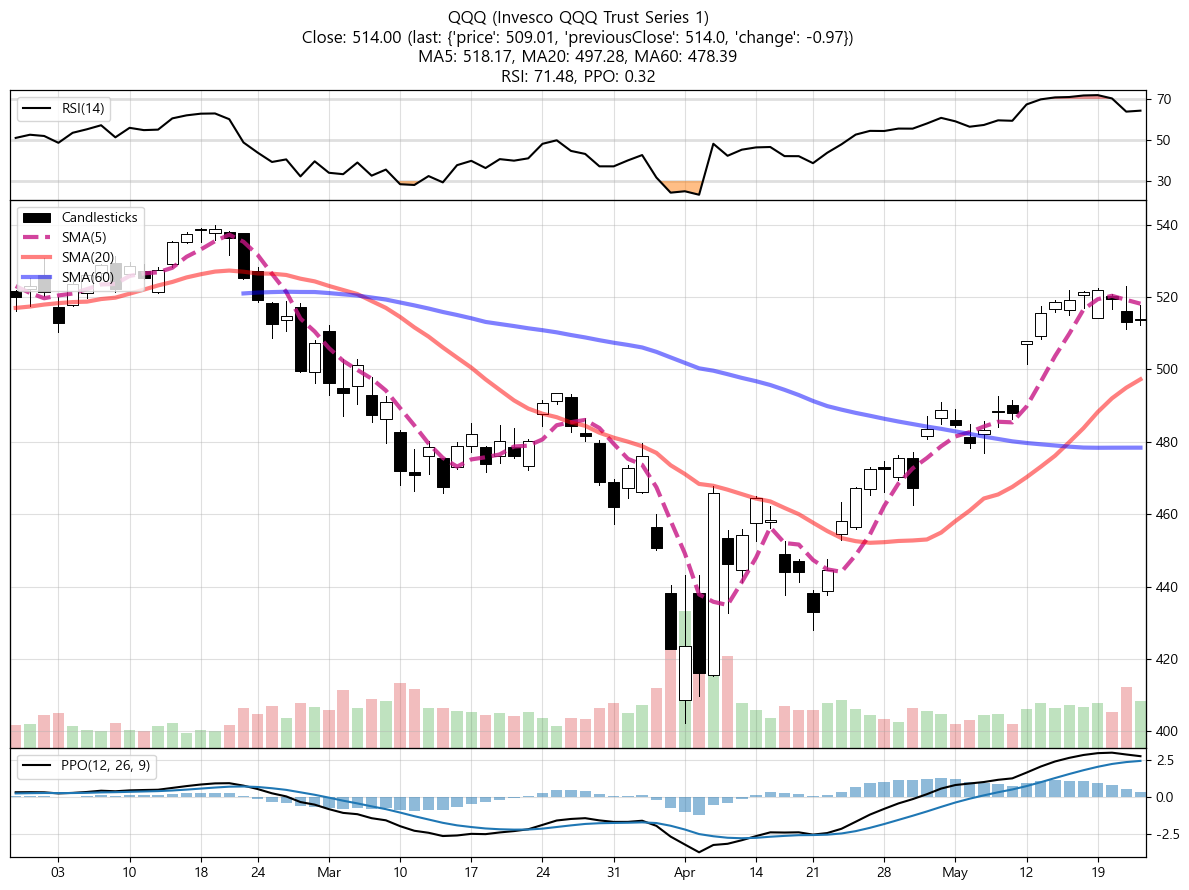 QQQ (Invesco QQQ Trust Series 1)
Close: 514.00 (last: {'price': 509.01, 'previousClose': 514.0, 'change': -0.97})
MA5: 518.17, MA20: 497.28, MA60: 478.39
RSI: 71.48, PPO: 0.32
RSI(14)
70
50
30
Candlesticks
SMA(5)
SMA(20)
SMA(60)
540
520
500
480
460
440
420
400
PPO(12, 26, 9)
2.5
0.0
-2.5
03 10 18 24 Mar 10 17 24 Apr 14 21 28 May 12 19